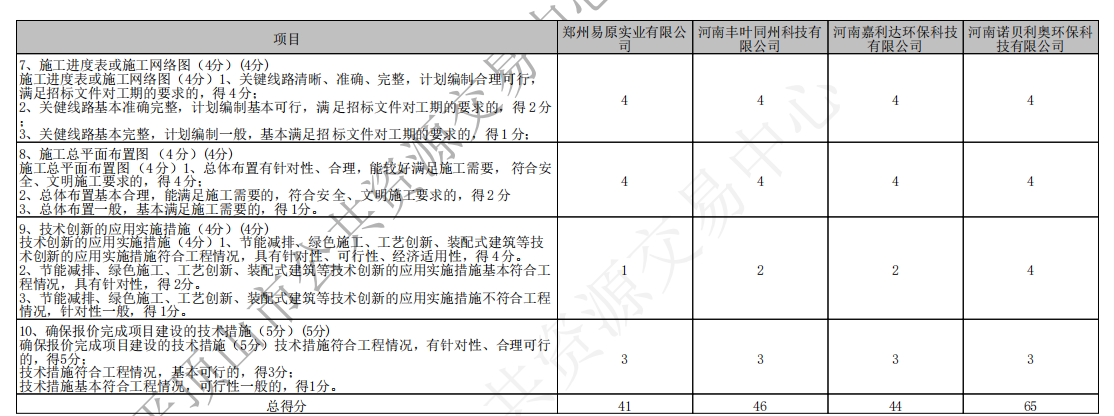 项目
郑州易原实业有限公
司
河南丰叶同州科技有
限公司
河南嘉利达环保科技
有限公司
河南诺贝利奥环保科
技有限公司
7、施工进度表或施工网络图（4分）(4分)
施工进度表或施工网络图（4分）1、关键线路清晰、准确、完整，计划编制合理可行，
满足招标文件对工期的要求的，得4分；
2、关健线路基本准确完整，计划编制基本可行，满足招标文件对工期的要求的，得2分
；
3、关健线路基本完整，计划编制一般，基本满足招标文件对工期的要求的，得1分；
4
4
4
4
8、施工总平面布置图（4分）(4分)
施工总平面布置图（4分）1、总体布置有针对性、合理，能较好满足施工需要，符合安
全、文明施工要求的，得4分；
2、总体布置基本合理，能满足施工需要的，符合安全、文明施工要求的，得2分
3、总体布置一般，基本满足施工需要的，得1分。
4
4
4
4
9、技术创新的应用实施措施（4分）(4分)
技术创新的应用实施措施（4分）1、节能减排、绿色施工、工艺创新、装配式建筑等技
术创新的应用实施措施符合工程情况，具有针对性、可行性、经济适用性，得4分。
2、节能减排、绿色施工、工艺创新、装配式建筑等技术创新的应用实施措施基本符合工
程情况，具有针对性，得2分。
3、节能减排、绿色施工、工艺创新、装配式建筑等技术创新的应用实施措施不符合工程
情况，针对性一般，得1分。
1
2
2
4
10、确保报价完成项目建设的技术措施（5分）(5分)
确保报价完成项目建设的技术措施（5分）技术措施符合工程情况，有针对性、合理可行
的，得5分；
技术措施符合工程情况，基本可行的，得3分；
技术措施基本符合工程情况，可行性一般的，得1分。
3
3
3
3
总得分
41
46
44
65
平顶山市公共资源交易中心
共资源交易中心